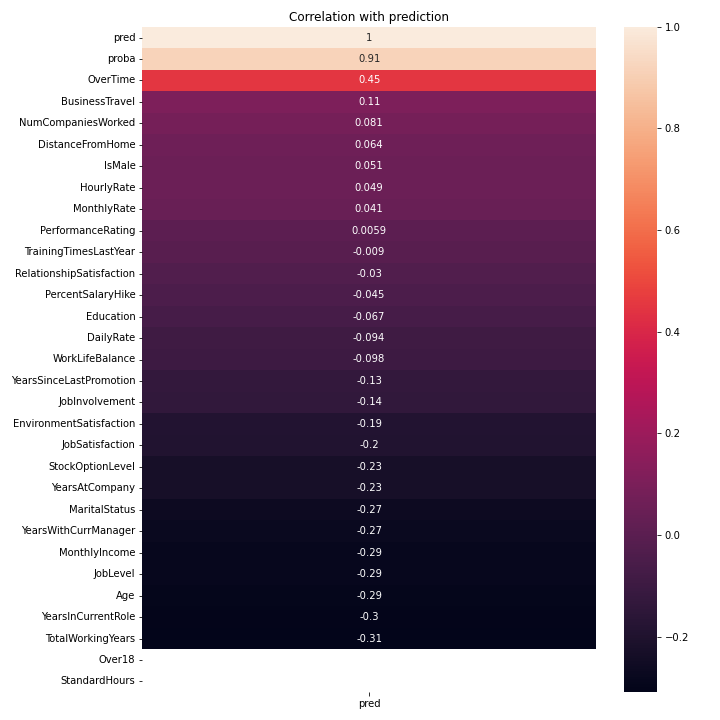 Correlation with prediction
pred 1
proba 0.91
OverTime 0.45
BusinessTravel 0.11
NumCompaniesWorked 0.081
DistanceFromHome 0.064
IsMale 0.051
HourlyRate 0.049
MonthlyRate 0.041
PerformanceRating 0.0059
TrainingTimesLastYear -0.009
RelationshipSatisfaction -0.03
PercentSalaryHike -0.045
Education -0.067
DailyRate -0.094
WorkLifeBalance -0.098
YearsSinceLastPromotion -0.13
JobInvolvement -0.14
EnvironmentSatisfaction -0.19
JobSatisfaction -0.2
StockOptionLevel -0.23
YearsAtCompany -0.23
MaritalStatus -0.27
YearsWithCurrManager -0.27
MonthlyIncome -0.29
JobLevel -0.29
Age -0.29
YearsInCurrentRole -0.3
TotalWorkingYears -0.31
Over18
StandardHours
pred
1.0
0.8
0.6
0.4
0.2
0.0
−0.2